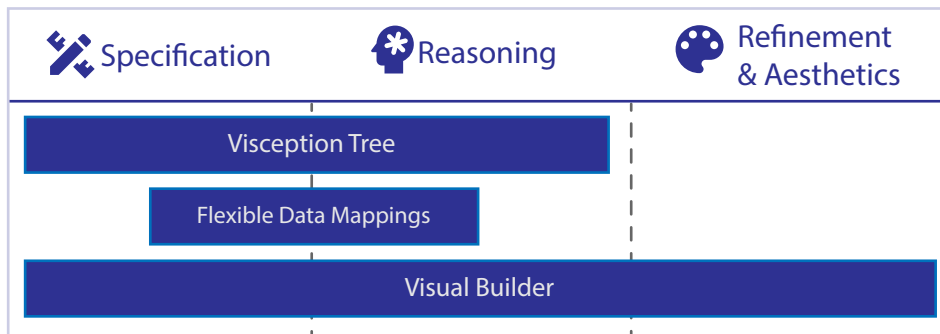 Specification
Reasoning
Refinement
& Aesthetics
Visception Tree
Flexible Data Mappings
Visual Builder